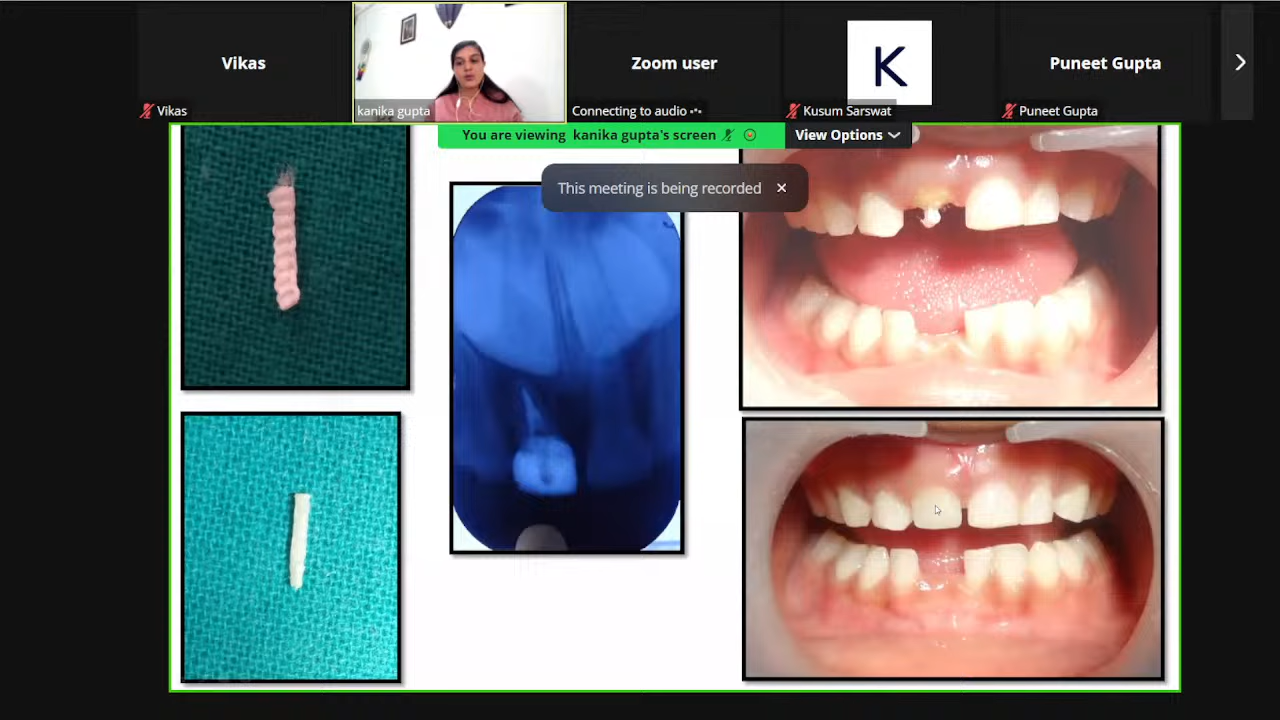 Vikas
Zoom user
K
Puneet Gupta
Vikas
kanika gupta
Connecting to audio
Kusum Sarswat
Puneet Gupta
You are viewing kanika gupta's screen
View Options
This meeting is being recorded